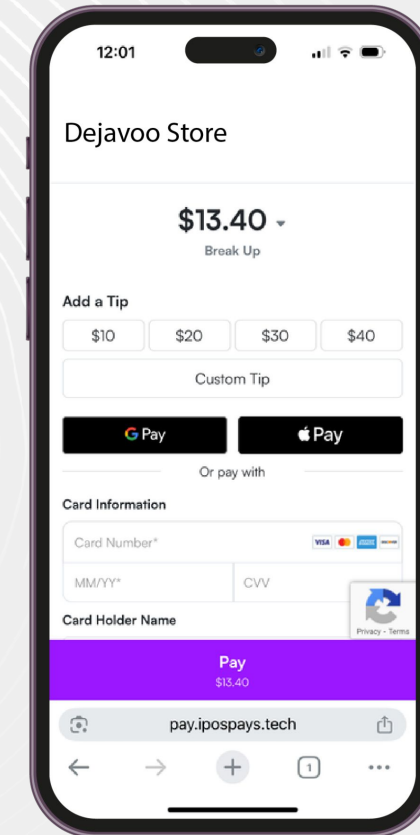 12:01
Dejavoo Store
$13.40
Break Up
Add a Tip
$10 $20 $30 $40
Custom Tip
G Pay Pay
Or pay with
Card Information
Card Number* VISA
MM/YY* CVV
Card Holder Name
Privacy - Terms
Pay
$13.40
pay.ipospays.tech
1